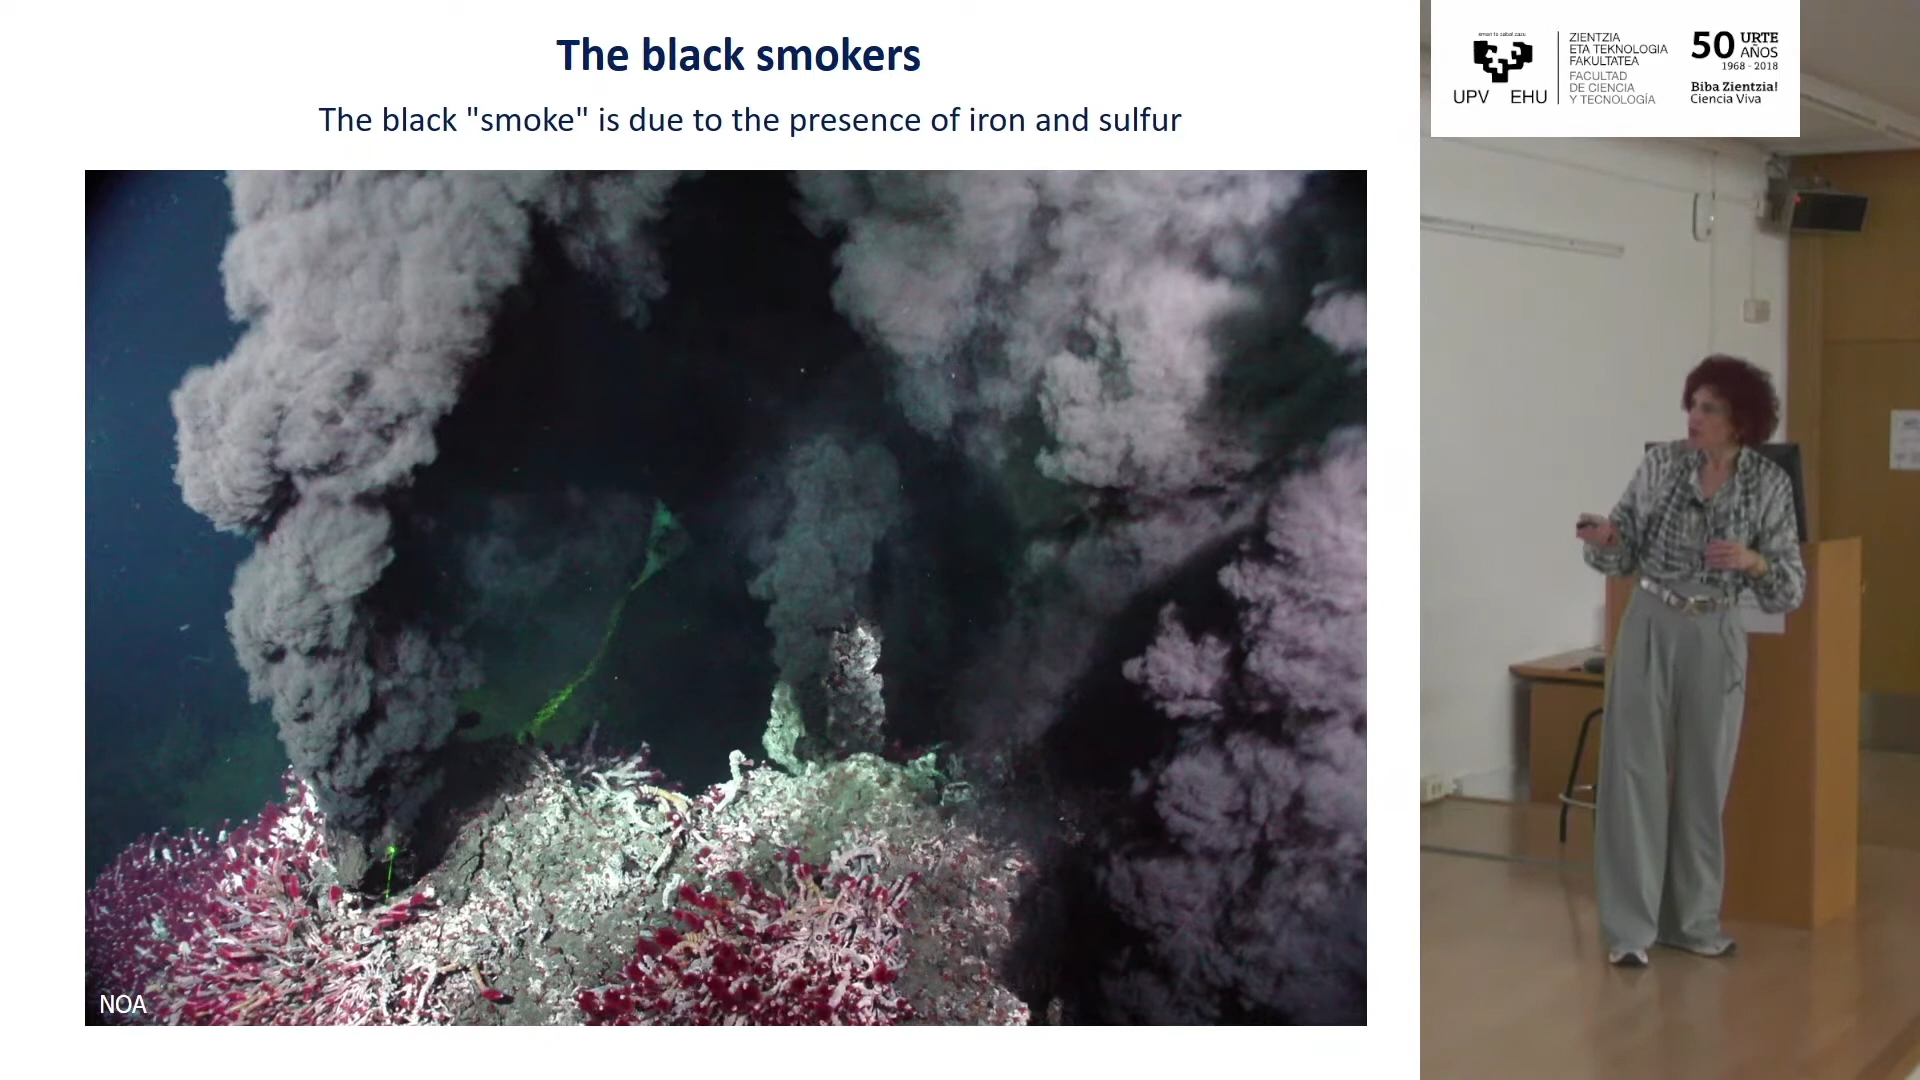 The black smokers
The black "smoke" is due to the presence of iron and sulfur
NOA
UPV EHU
ZIENTZIA
ETA TEKNOLOGIA
FAKULTATEA
FACULTAD
DE CIENCIA
Y TECNOLOGÍA
50 URTE
AÑOS
1968 - 2018
Biba Zientzia!
Ciencia Viva